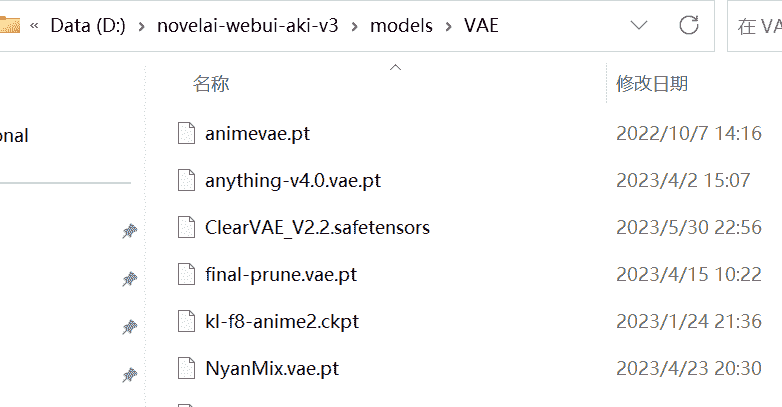 « Data (D:) › novelai-webui-aki-v3 › models › VAE
在 VA
名称 修改日期
onal
animevae.pt 2022/10/7 14:16
anything-v4.0.vae.pt 2023/4/2 15:07
ClearVAE_V2.2.safetensors 2023/5/30 22:56
final-prune.vae.pt 2023/4/15 10:22
kl-f8-anime2.ckpt 2023/1/24 21:36
NyanMix.vae.pt 2023/4/23 20:30